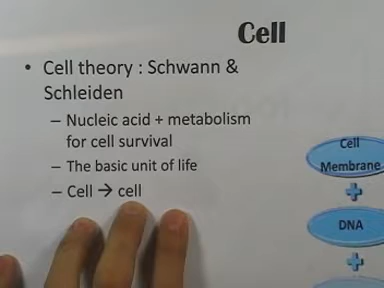 Cell
• Cell theory : Schwann &
Schleiden
– Nucleic acid + metabolism
for cell survival
– The basic unit of life
– Cell → cell
Cell
Membrane
+
DNA
+